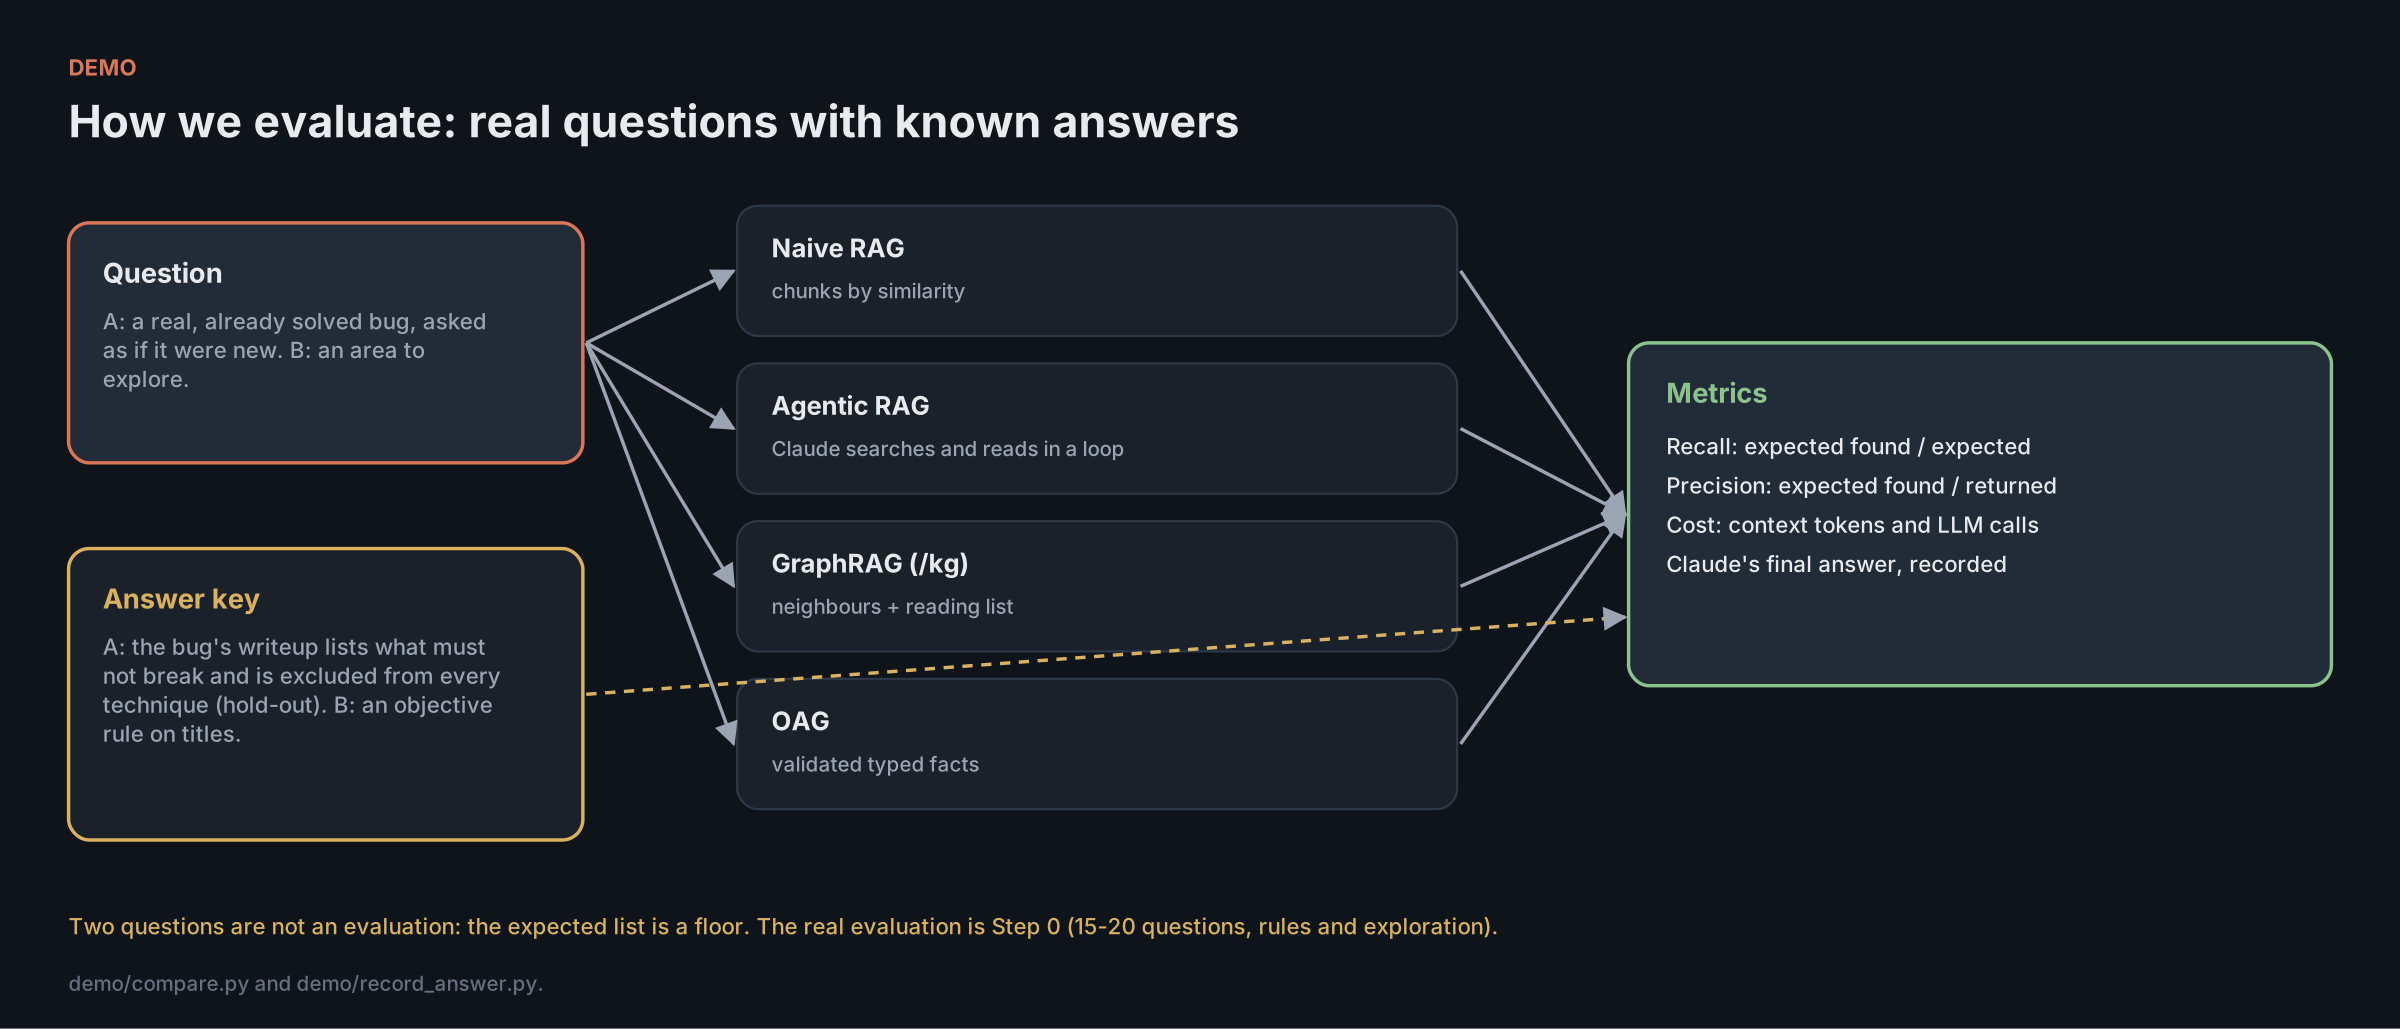 DEMO
How we evaluate: real questions with known answers
Question
A: a real, already solved bug, asked
as if it were new. B: an area to
explore.
Answer key
A: the bug's writeup lists what must
not break and is excluded from every
technique (hold-out). B: an objective
rule on titles.
Naive RAG
chunks by similarity
Agentic RAG
Claude searches and reads in a loop
GraphRAG (/kg)
neighbours + reading list
OAG
validated typed facts
Metrics
Recall: expected found / expected
Precision: expected found / returned
Cost: context tokens and LLM calls
Claude's final answer, recorded
Two questions are not an evaluation: the expected list is a floor. The real evaluation is Step 0 (15-20 questions, rules and exploration).
demo/compare.py and demo/record_answer.py.